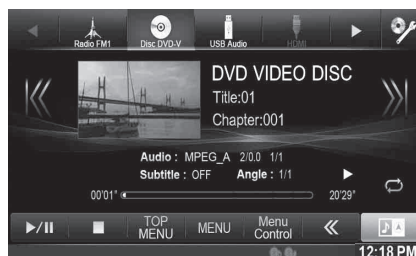 Radio FM1 Disc DVD-V USB Audio HDMI
DVD VIDEO DISC
Title:01
Chapter:001
Audio : MPEG_A 2/0.0 1/1
Subtitle : OFF Angle : 1/1
00'01" 20'29"
TOP MENU MENU Menu Control
12:18 PM